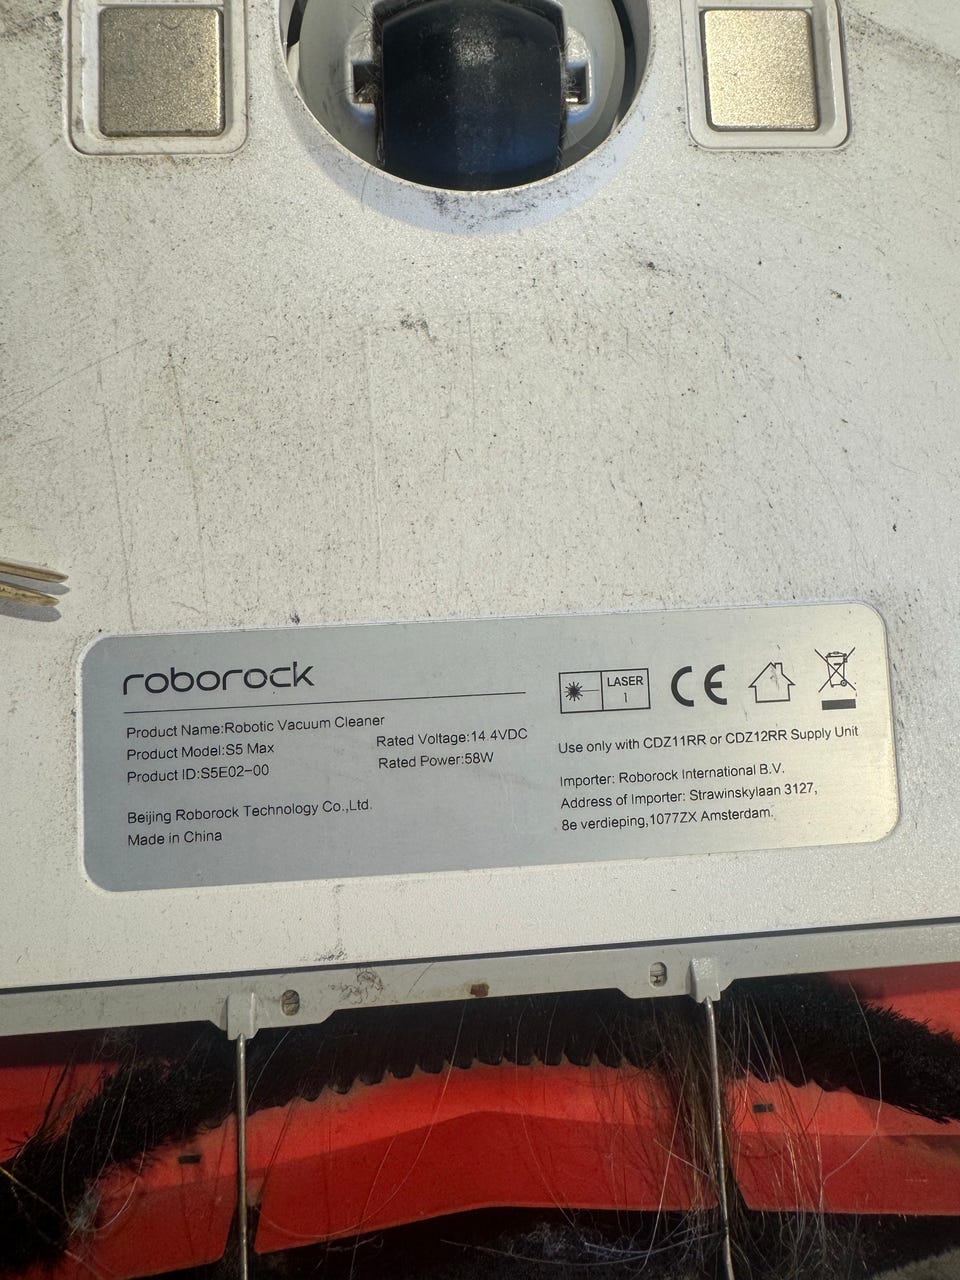 roborock
Product Name:Robotic Vacuum Cleaner
Product Model:S5 Max
Rated Voltage:14.4VDC
Product ID:S5E02-00
Rated Power:58W
Beijing Roborock Technology Co.,Ltd.
Made in China
LASER
1
CE
Use only with CDZ11RR or CDZ12RR Supply Unit
Importer: Roborock International B.V.
Address of Importer: Strawinskylaan 3127,
8e verdieping,1077ZX Amsterdam.